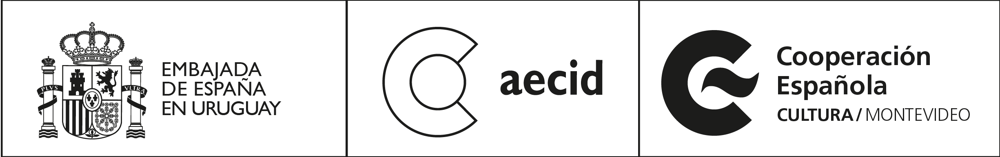 PLVS VLTRA
EMBAJADA
DE ESPAÑA
EN URUGUAY
aecid
Cooperación
Española
CULTURA / MONTEVIDEO